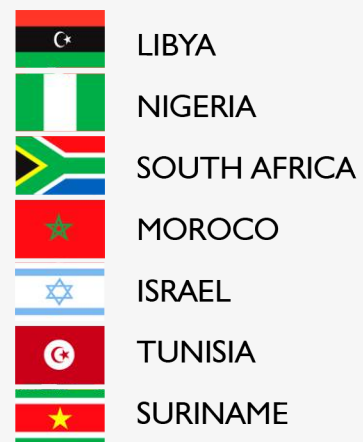 LIBYA
NIGERIA
SOUTH AFRICA
MOROCO
ISRAEL
TUNISIA
SURINAME